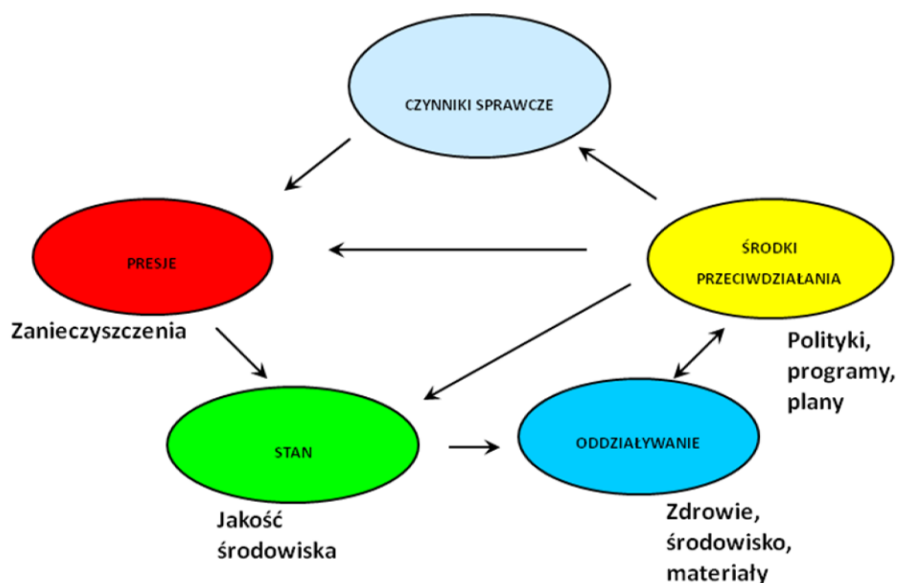 CZYNNIKI SPRAWCZE
PRESJE
Zanieczyszczenia
ŚRODKI
PRZECIWDZIAŁANIA
Polityki,
programy,
plany
STAN
Jakość
środowiska
ODDZIAŁYWANIE
Zdrowie,
środowisko,
materiały